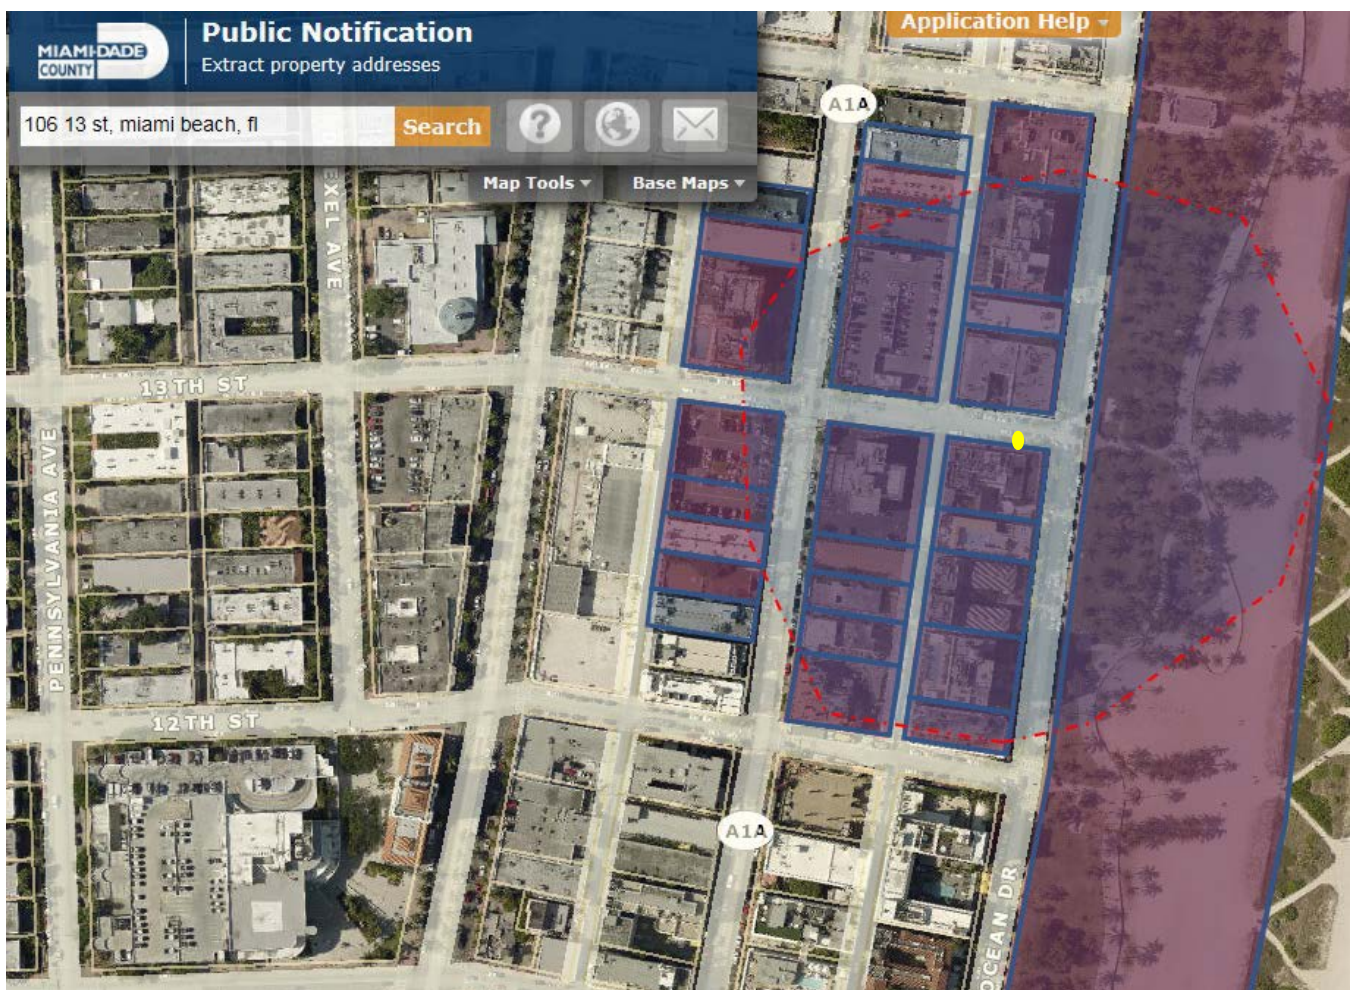 Public Notification
Application Help
MIAMI-DADE
COUNTY
Extract property addresses
106 13 st, miami beach, fl
Search
?
Map Tools
Base Maps
A1A
EXEL AVE
13TH ST
PENNSYLVANIA AVE
12TH ST
A1A
OCEAN DR